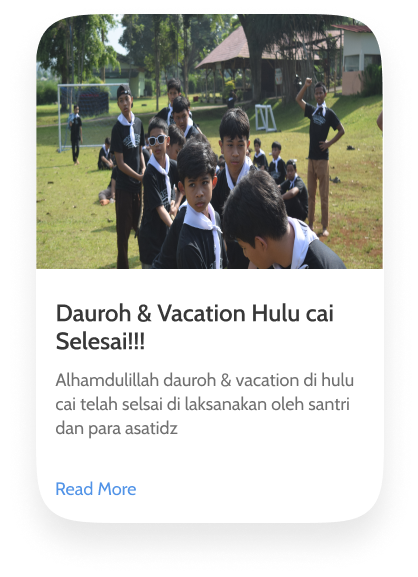 Dauroh & Vacation Hulu cai
Selesai!!!
Alhamdulillah dauroh & vacation di hulu
cai telah selsai di laksanakan oleh santri
dan para asatidz
Read More